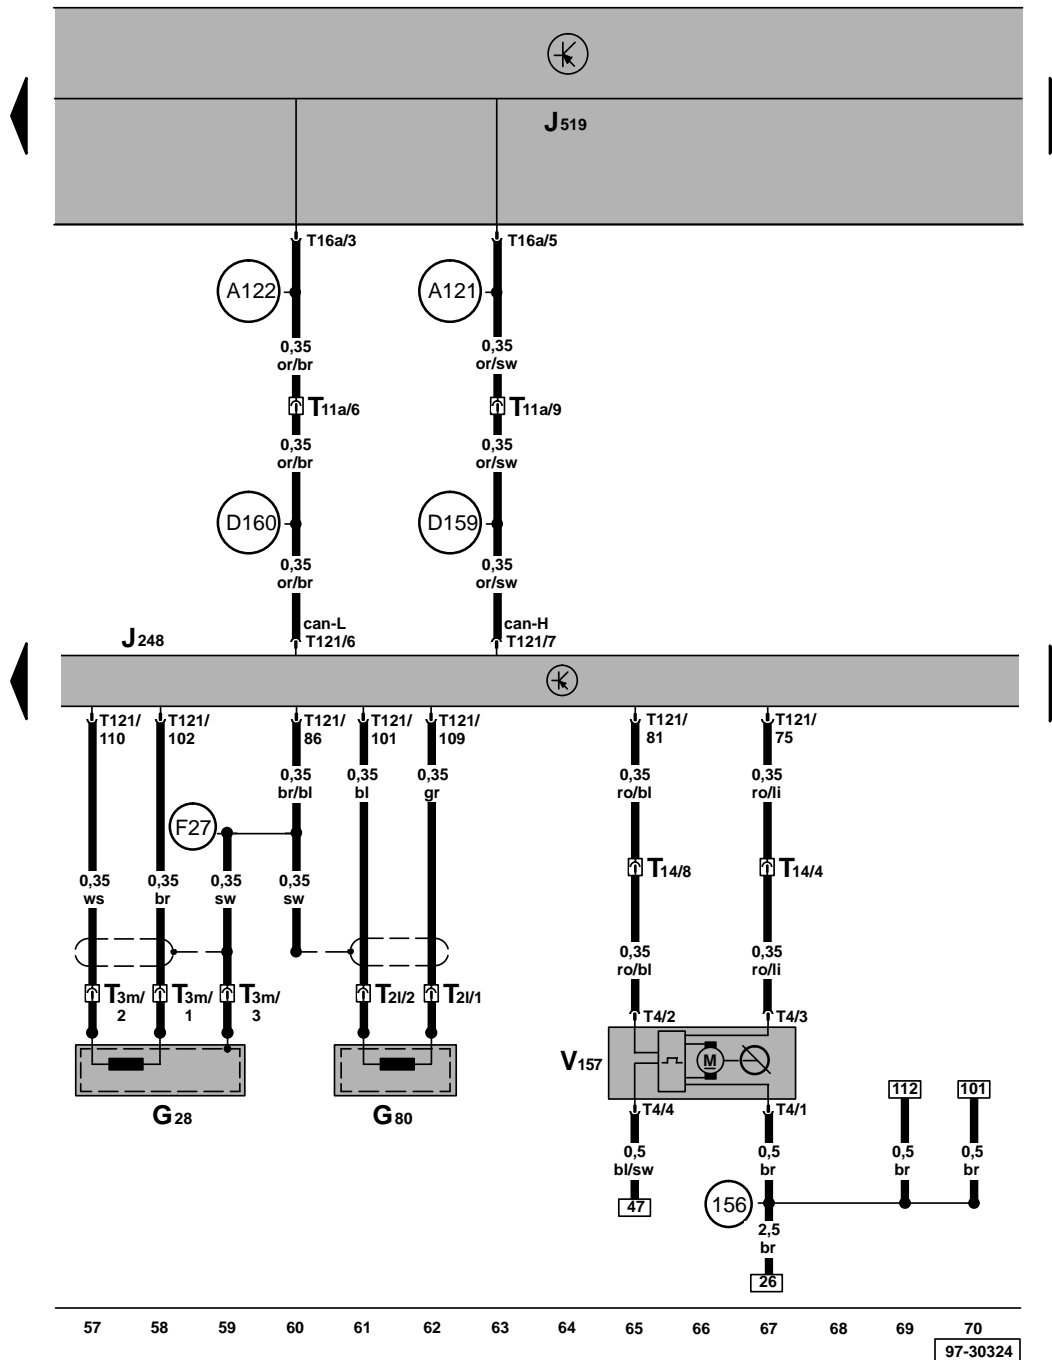 J519
T16a/3
T16a/5
A122
A121
0,35
or/br
0,35
or/sw
T11a/6
T11a/9
0,35
or/br
0,35
or/sw
D160
D159
0,35
or/br
0,35
or/sw
can-L
T121/6
can-H
T121/7
J248
T121/
110
T121/
102
T121/
86
T121/
101
T121/
109
T121/
81
T121/
75
0,35
br/bl
0,35
bl
0,35
gr
0,35
ro/bl
0,35
ro/li
F27
T14/8
T14/4
0,35
ws
0,35
br
0,35
sw
0,35
sw
0,35
ro/bl
0,35
ro/li
T3m/
2
T3m/
1
T3m/
3
T2l/2
T2l/1
T4/2
T4/3
V157
M
G28
G80
T4/4
T4/1
112
101
0,5
bl/sw
0,5
br
0,5
br
0,5
br
47
156
2,5
br
26
57 58 59 60 61 62 63 64 65 66 67 68 69 70
97-30324